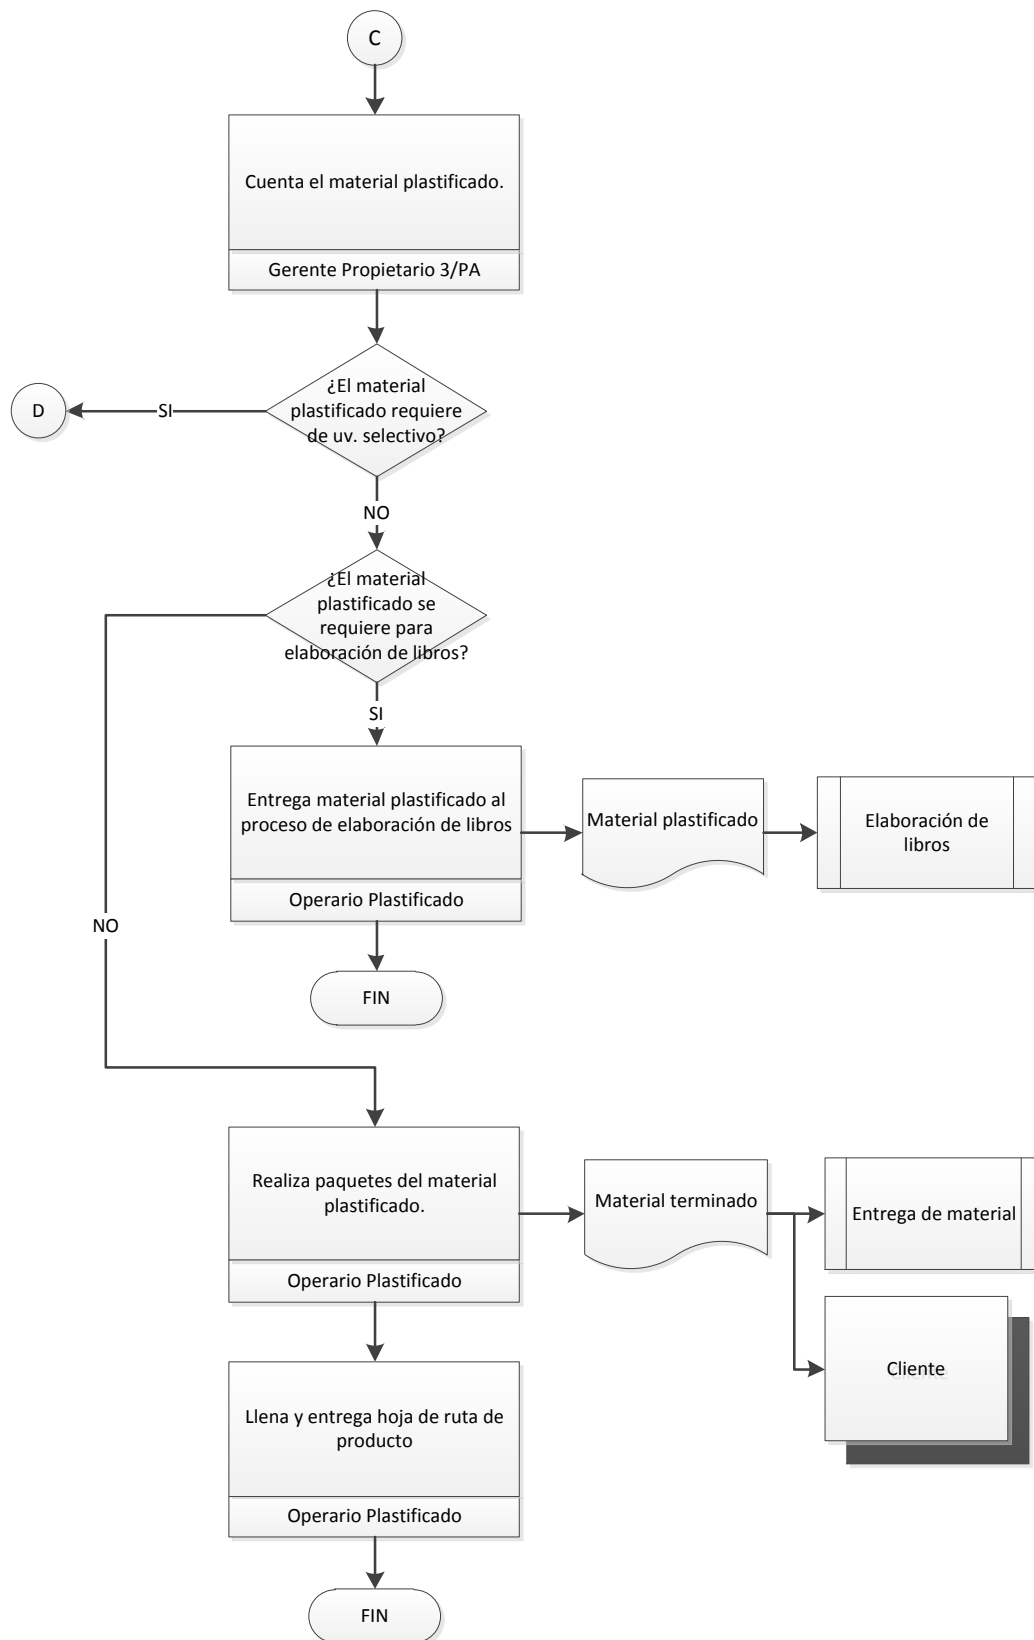 C
Cuenta el material plastificado.
Gerente Propietario 3/PA
¿El material
plastificado requiere
de uv. selectivo?
SI
D
NO
¿El material
plastificado se
requiere para
elaboración de libros?
SI
Entrega material plastificado al
proceso de elaboración de libros
Operario Plastificado
Material plastificado
Elaboración de
libros
NO
FIN
Realiza paquetes del material
plastificado.
Operario Plastificado
Material terminado
Entrega de material
Cliente
Llena y entrega hoja de ruta de
producto
Operario Plastificado
FIN